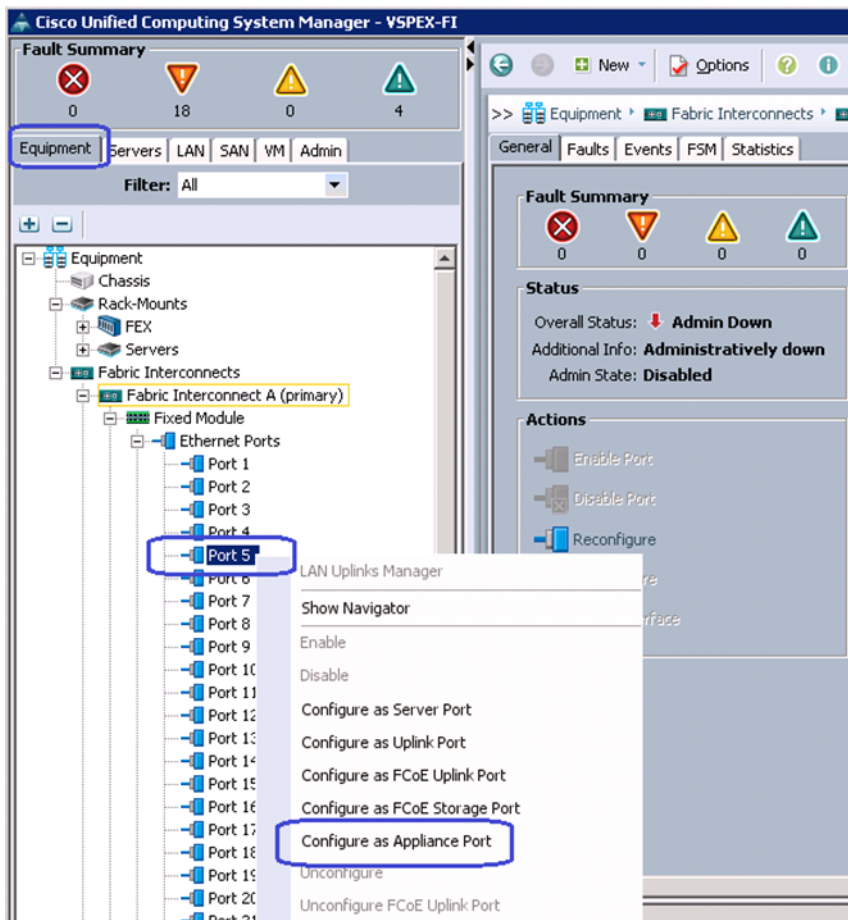 Cisco Unified Computing System Manager - VSPEX-FI
Fault Summary
0 18 0 4
Equipment Servers LAN SAN VM Admin
Filter: All
Equipment
Chassis
Rack-Mounts
FEX
Servers
Fabric Interconnects
Fabric Interconnect A (primary)
Fixed Module
Ethernet Ports
Port 1
Port 2
Port 3
Port 4
Port 5
Port 6
Port 7
Port 8
Port 9
Port 10
Port 11
Port 12
Port 13
Port 14
Port 15
Port 16
Port 17
Port 18
Port 19
Port 20
Port 21
LAN Uplinks Manager
Show Navigator
Enable
Disable
Configure as Server Port
Configure as Uplink Port
Configure as FCoE Uplink Port
Configure as FCoE Storage Port
Configure as Appliance Port
Unconfigure
Unconfigure FCoE Uplink Port
New Options
>> Equipment Fabric Interconnects
General Faults Events FSM Statistics
Fault Summary
0 0 0 0
Status
Overall Status: Admin Down
Additional Info: Administratively down
Admin State: Disabled
Actions
Enable Port
Disable Port
Reconfigure